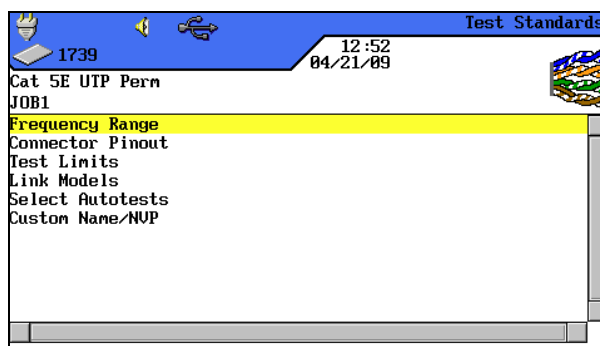 Test Standards
1739
12:52
04/21/09
Cat 5E UTP Perm
JOB1
Frequency Range
Connector Pinout
Test Limits
Link Models
Select Autotests
Custom Name/NVP